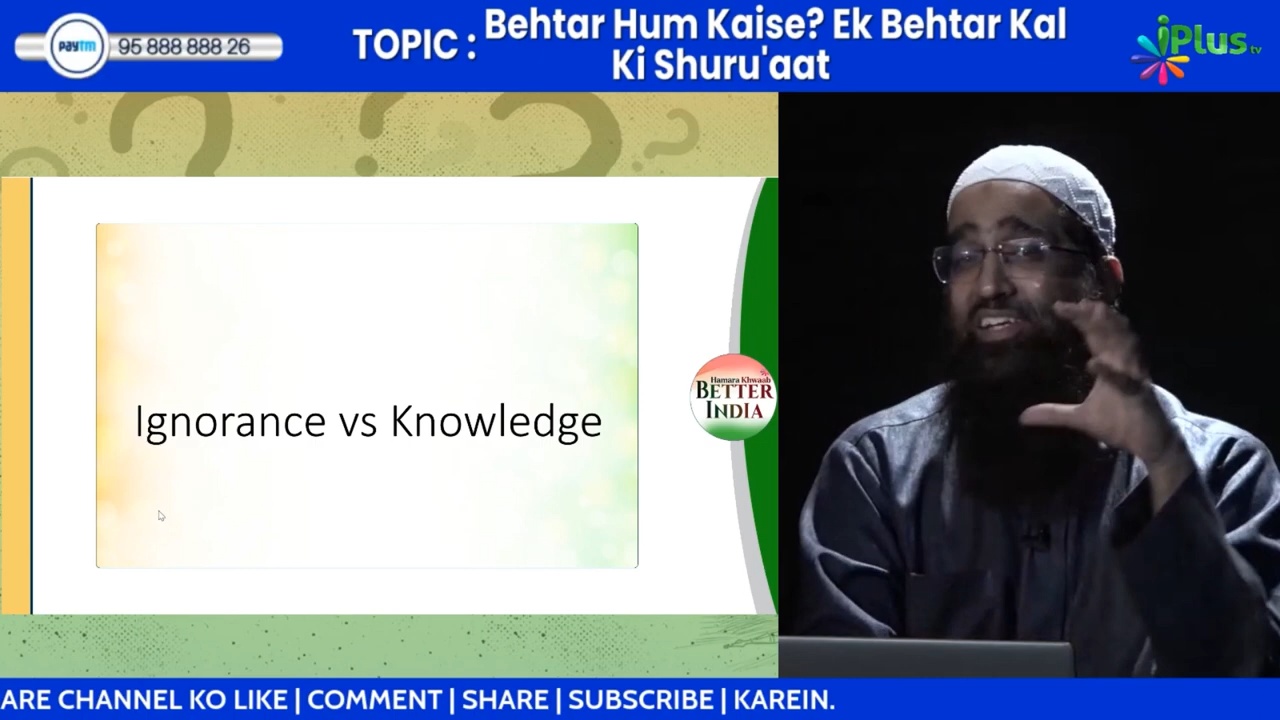 paytm 95 888 888 26
TOPIC : Behtar Hum Kaise? Ek Behtar Kal
Ki Shuru'aat
iPlus tv
Ignorance vs Knowledge
Hamara Khwaab
BETTER
INDIA
ARE CHANNEL KO LIKE | COMMENT | SHARE | SUBSCRIBE | KAREIN.